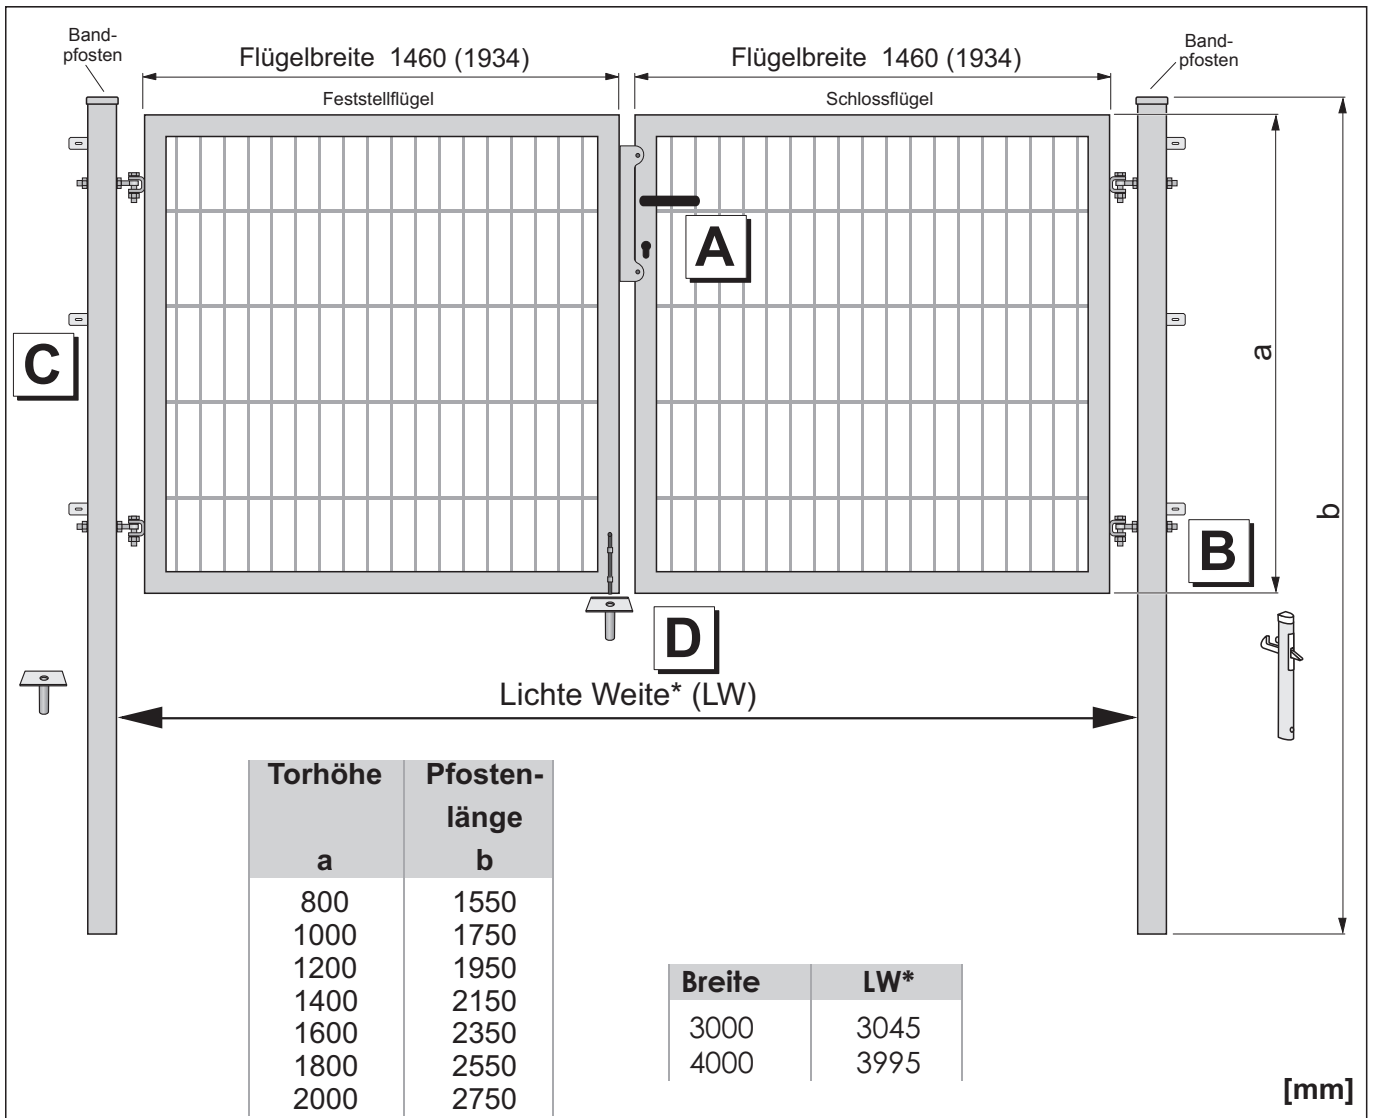 Band-
pfosten
Flügelbreite 1460 (1934)
Flügelbreite 1460 (1934)
Band-
pfosten
Feststellflügel
Schlossflügel
A
C
a
b
B
D
Lichte Weite* (LW)
Torhöhe Pfosten-
länge
a b
800 1550
1000 1750
1200 1950
1400 2150
1600 2350
1800 2550
2000 2750
Breite LW*
3000 3045
4000 3995
[mm]